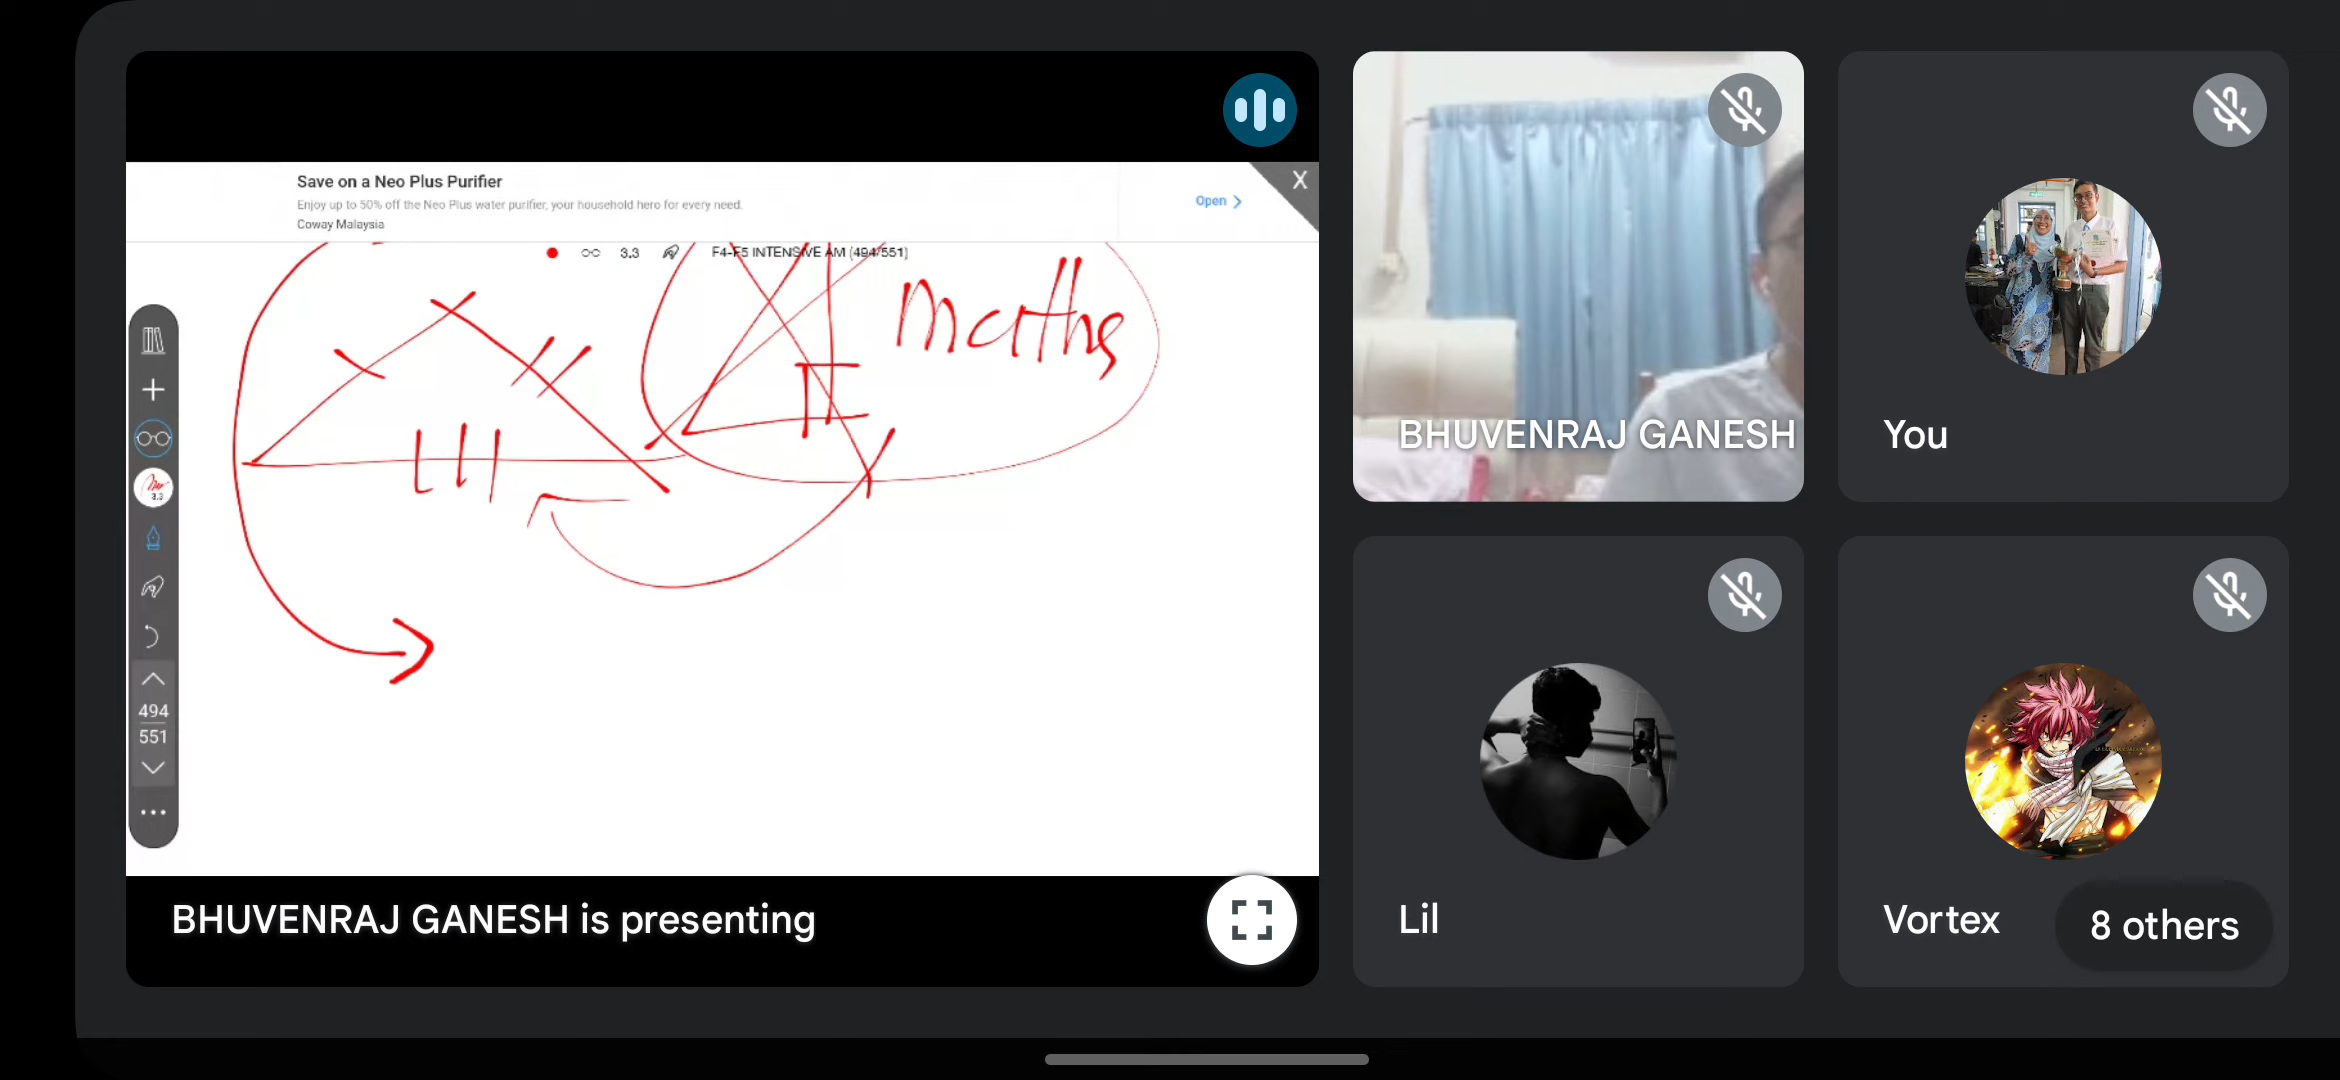 Save on a Neo Plus Purifier
Enjoy up to 50% off the Neo Plus water purifier, your household hero for every need.
Coway Malaysia
Open
X
3.3
F4-F5 INTENSIVE AM (494/551)
maths
3.3
494
551
BHUVENRAJ GANESH is presenting
BHUVENRAJ GANESH
You
Lil
Vortex
8 others